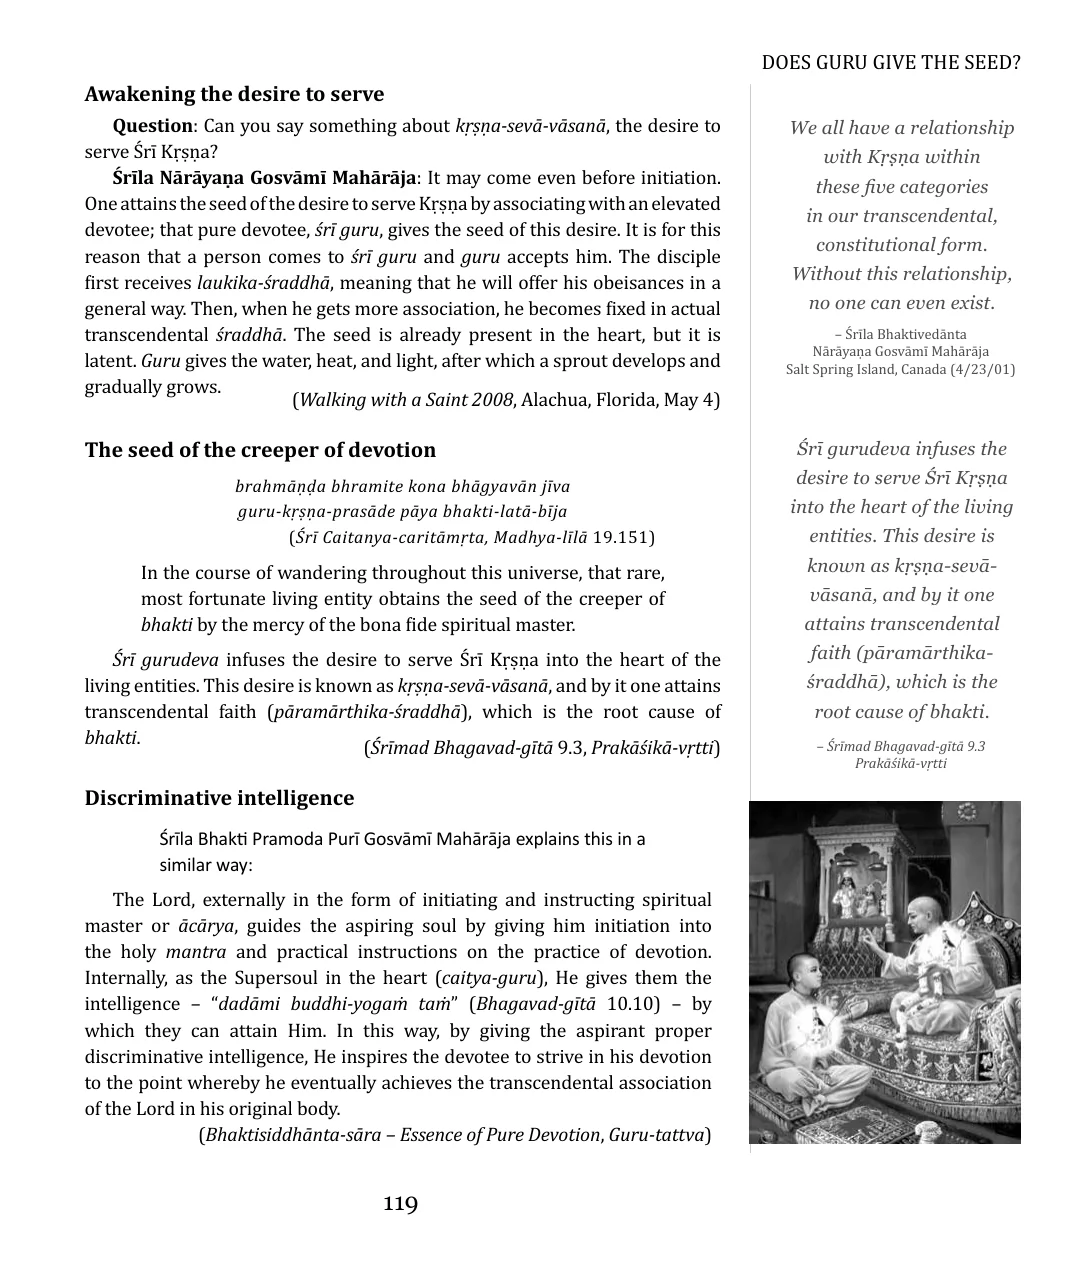 DOES GURU GIVE THE SEED?
Awakening the desire to serve
Question: Can you say something about kṛṣṇa-sevā-vāsanā, the desire to
serve Śrī Kṛṣṇa?
Śrīla Nārāyaṇa Gosvāmī Mahārāja: It may come even before initiation.
One attains the seed of the desire to serve Kṛṣṇa by associating with an elevated
devotee; that pure devotee, śrī guru, gives the seed of this desire. It is for this
reason that a person comes to śrī guru and guru accepts him. The disciple
first receives laukika-śraddhā, meaning that he will offer his obeisances in a
general way. Then, when he gets more association, he becomes fixed in actual
transcendental śraddhā. The seed is already present in the heart, but it is
latent. Guru gives the water, heat, and light, after which a sprout develops and
gradually grows.
(Walking with a Saint 2008, Alachua, Florida, May 4)
The seed of the creeper of devotion
brahmāṇḍa bhramite kona bhāgyavān jīva
guru-kṛṣṇa-prasāde pāya bhakti-latā-bīja
(Śrī Caitanya-caritāmṛta, Madhya-līlā 19.151)
In the course of wandering throughout this universe, that rare,
most fortunate living entity obtains the seed of the creeper of
bhakti by the mercy of the bona fide spiritual master.
Śrī gurudeva infuses the desire to serve Śrī Kṛṣṇa into the heart of the
living entities. This desire is known as kṛṣṇa-sevā-vāsanā, and by it one attains
transcendental faith (pāramārthika-śraddhā), which is the root cause of
bhakti.
(Śrīmad Bhagavad-gītā 9.3, Prakāśikā-vṛtti)
Discriminative intelligence
Śrīla Bhakti Pramoda Purī Gosvāmī Mahārāja explains this in a
similar way:
The Lord, externally in the form of initiating and instructing spiritual
master or ācārya, guides the aspiring soul by giving him initiation into
the holy mantra and practical instructions on the practice of devotion.
Internally, as the Supersoul in the heart (caitya-guru), He gives them the
intelligence – “dadāmi buddhi-yogaṁ taṁ” (Bhagavad-gītā 10.10) – by
which they can attain Him. In this way, by giving the aspirant proper
discriminative intelligence, He inspires the devotee to strive in his devotion
to the point whereby he eventually achieves the transcendental association
of the Lord in his original body.
(Bhaktisiddhānta-sāra – Essence of Pure Devotion, Guru-tattva)
We all have a relationship
with Kṛṣṇa within
these five categories
in our transcendental,
constitutional form.
Without this relationship,
no one can even exist.
– Śrīla Bhaktivedānta
Nārāyaṇa Gosvāmī Mahārāja
Salt Spring Island, Canada (4/23/01)
Śrī gurudeva infuses the
desire to serve Śrī Kṛṣṇa
into the heart of the living
entities. This desire is
known as kṛṣṇa-sevā-
vāsanā, and by it one
attains transcendental
faith (pāramārthika-
śraddhā), which is the
root cause of bhakti.
– Śrīmad Bhagavad-gītā 9.3
Prakāśikā-vṛtti
119